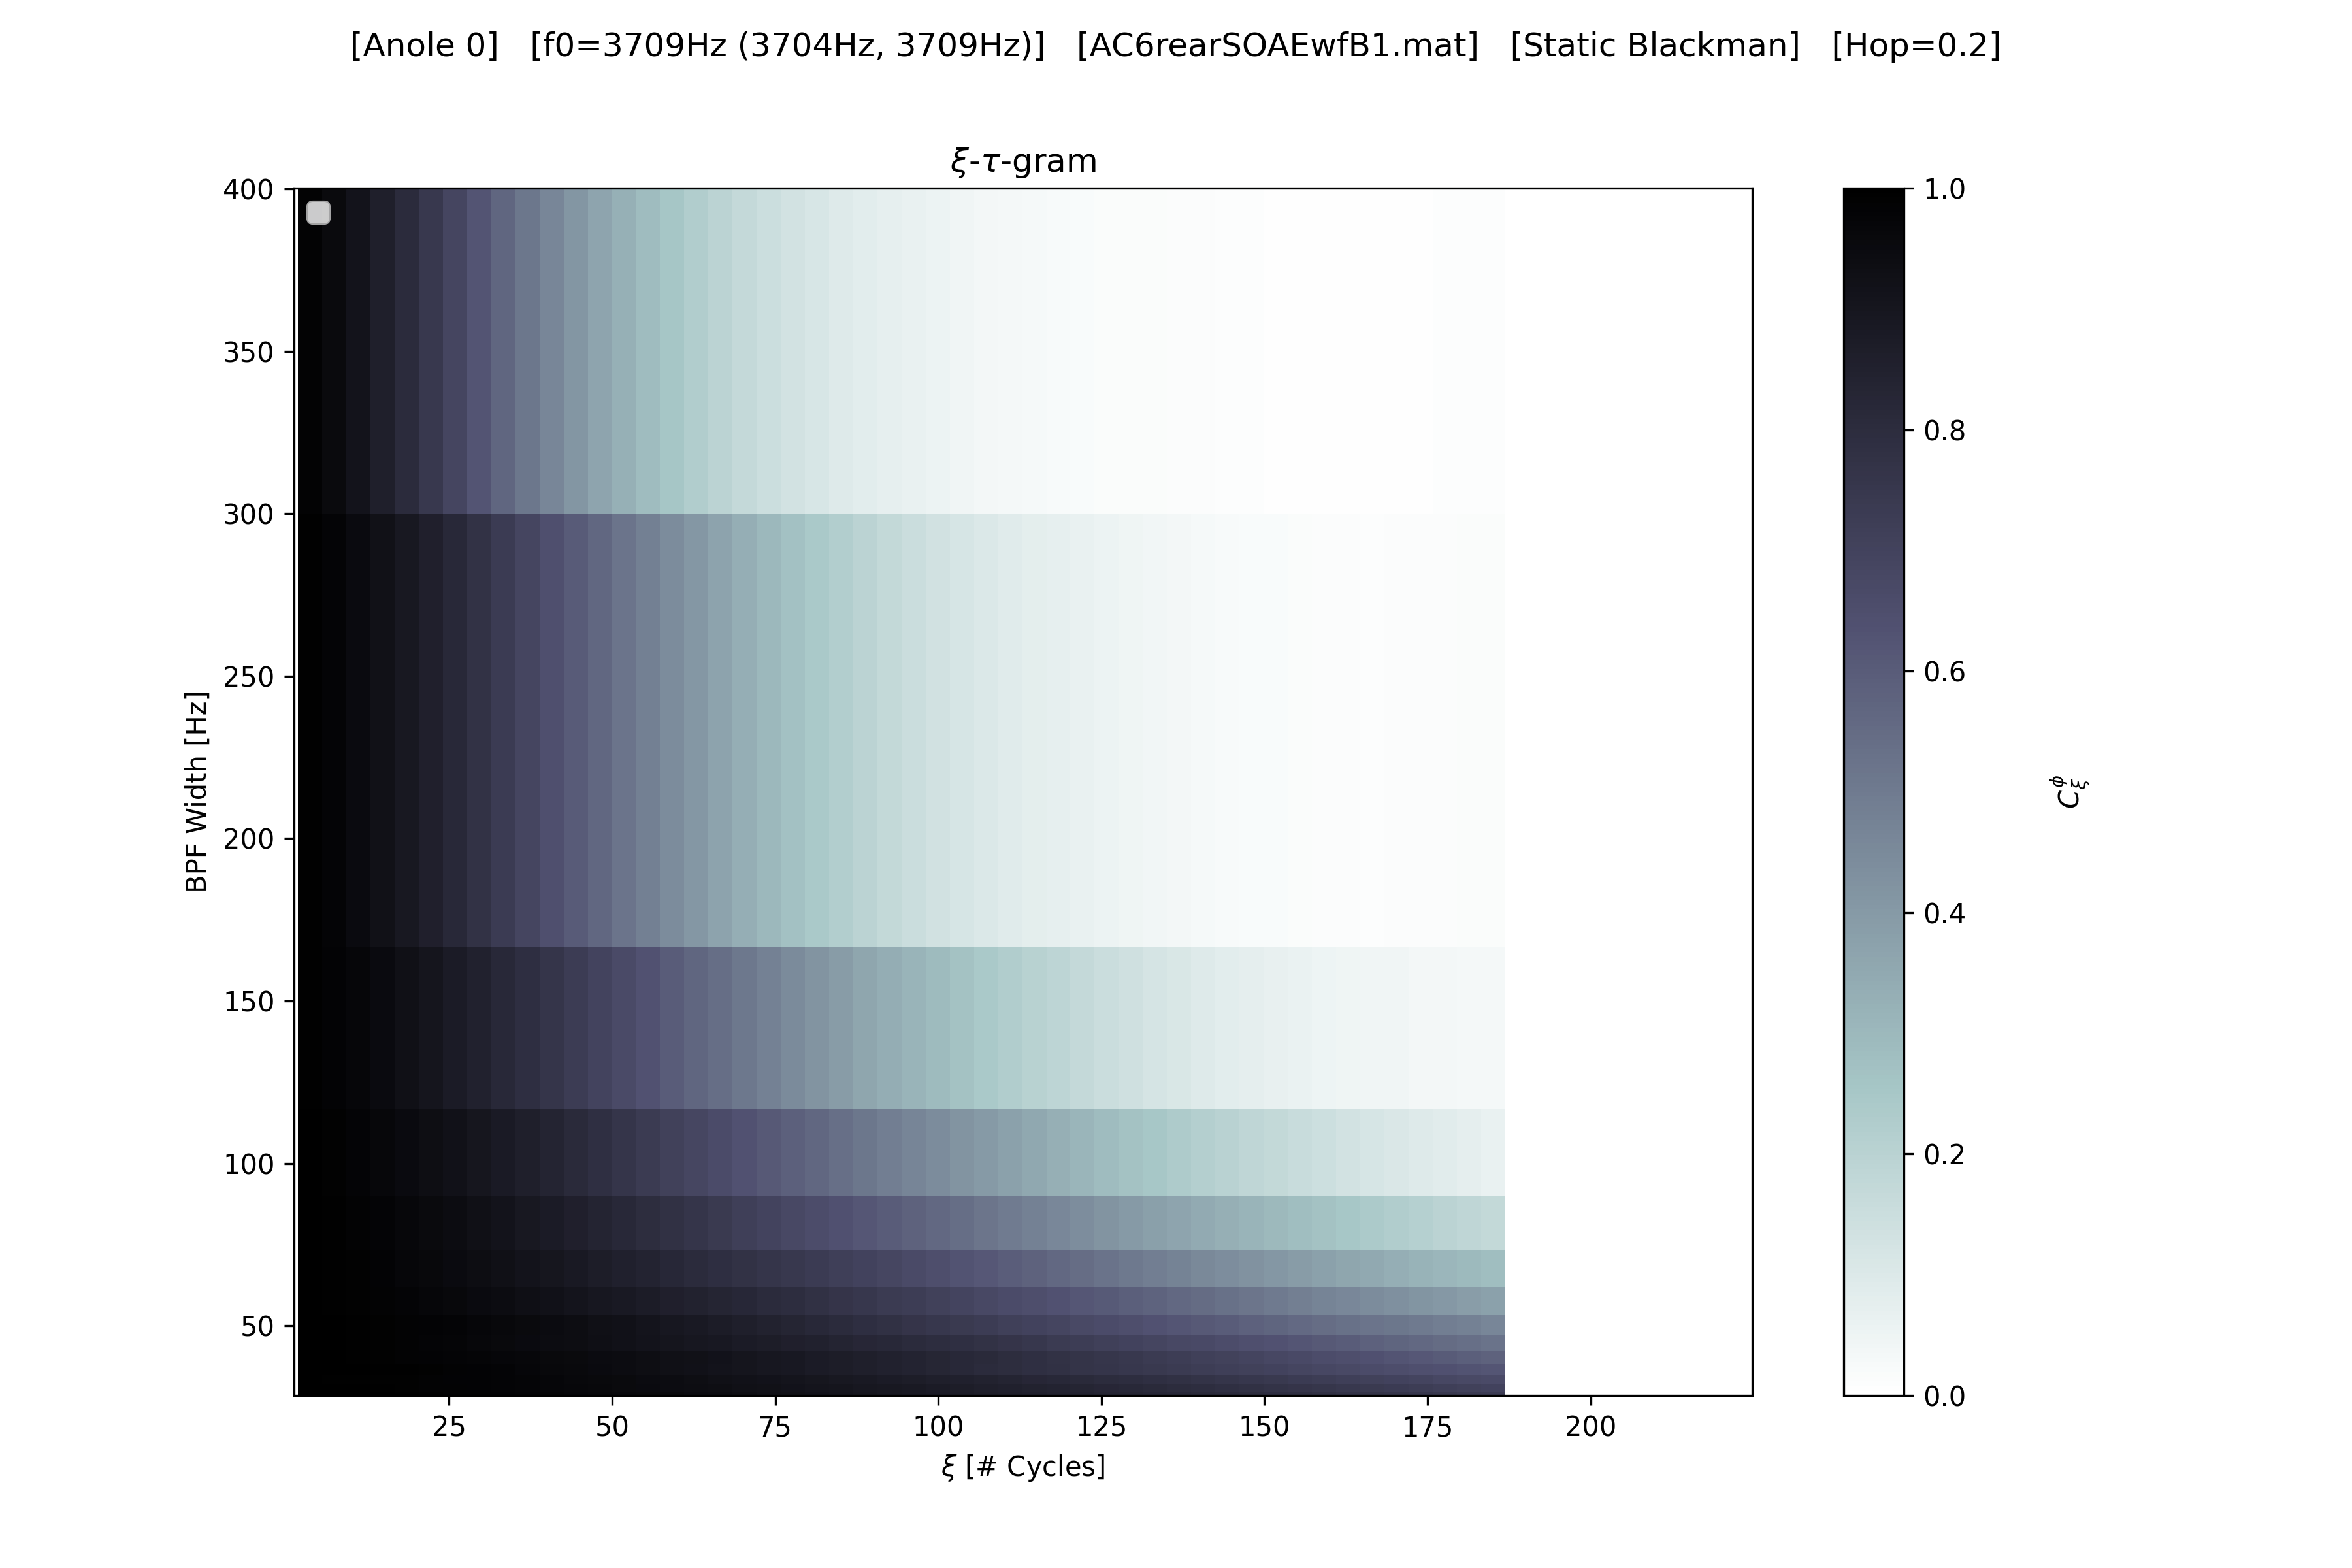 [Anole 0]   [f0=3709Hz (3704Hz, 3709Hz)]   [AC6rearSOAEwfB1.mat]   [Static Blackman]   [Hop=0.2]
ξ-τ-gram
400
350
300
250
200
150
100
50
BPF Width [Hz]
25 50 75 100 125 150 175 200
ξ [# Cycles]
1.0
0.8
0.6
0.4
0.2
0.0
C_ξ^ϕ